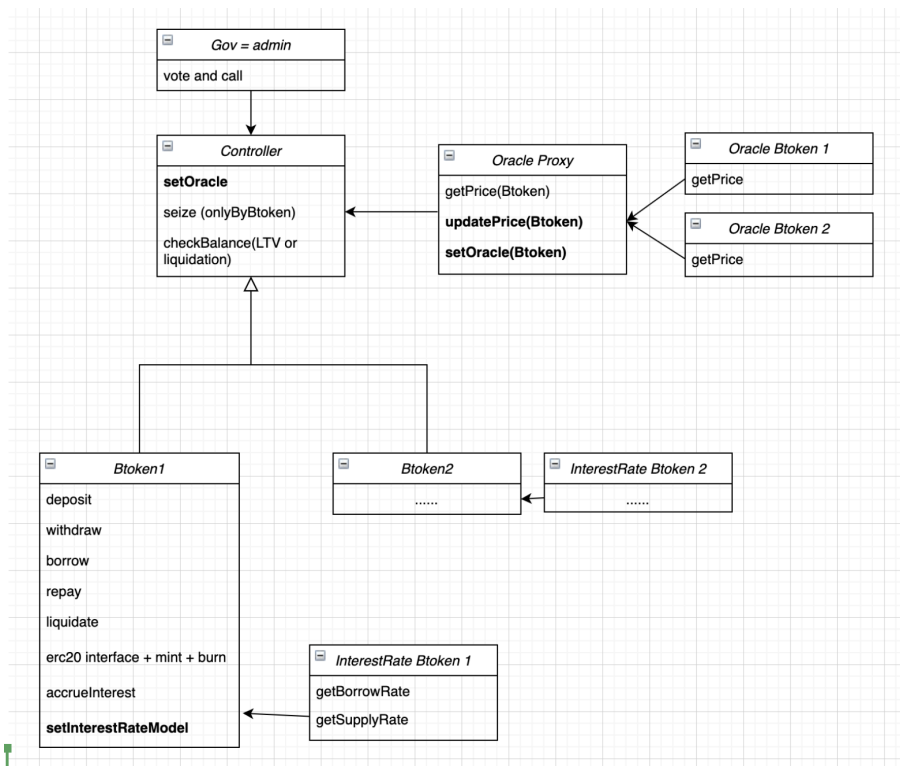 Gov = admin
vote and call
Controller
setOracle
seize (onlyByBtoken)
checkBalance(LTV or
liquidation)
Oracle Proxy
getPrice(Btoken)
updatePrice(Btoken)
setOracle(Btoken)
Oracle Btoken 1
getPrice
Oracle Btoken 2
getPrice
Btoken1
deposit
withdraw
borrow
repay
liquidate
erc20 interface + mint + burn
accrueInterest
setInterestRateModel
Btoken2
......
InterestRate Btoken 2
......
InterestRate Btoken 1
getBorrowRate
getSupplyRate